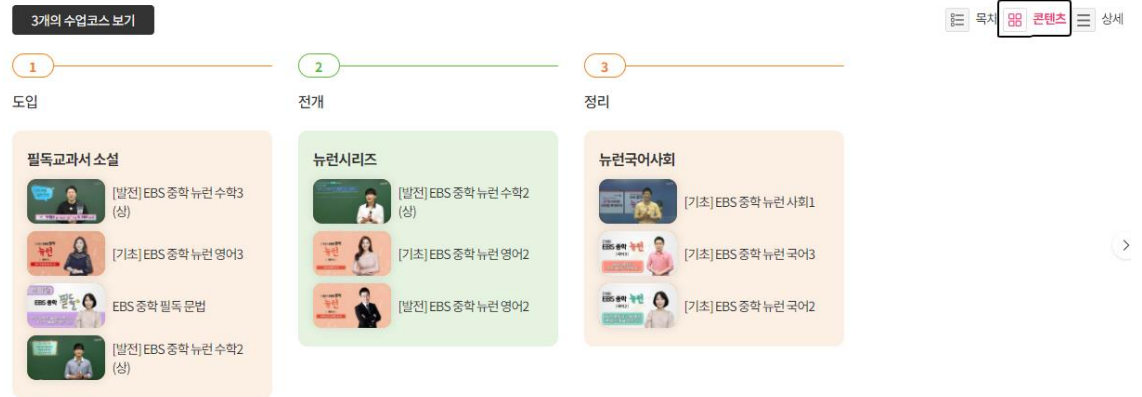 3개의 수업코스 보기
목차
콘텐츠
상세
1
도입
필독교과서 소설
[발전] EBS 중학 뉴런 수학3
(상)
[기초] EBS 중학 뉴런 영어3
EBS 중학 필독 문법
[발전] EBS 중학 뉴런 수학2
(상)
2
전개
뉴런시리즈
[발전] EBS 중학 뉴런 수학2
(상)
[기초] EBS 중학 뉴런 영어2
[발전] EBS 중학 뉴런 영어2
3
정리
뉴런국어사회
[기초] EBS 중학 뉴런 사회1
[기초] EBS 중학 뉴런 국어3
[기초] EBS 중학 뉴런 국어2